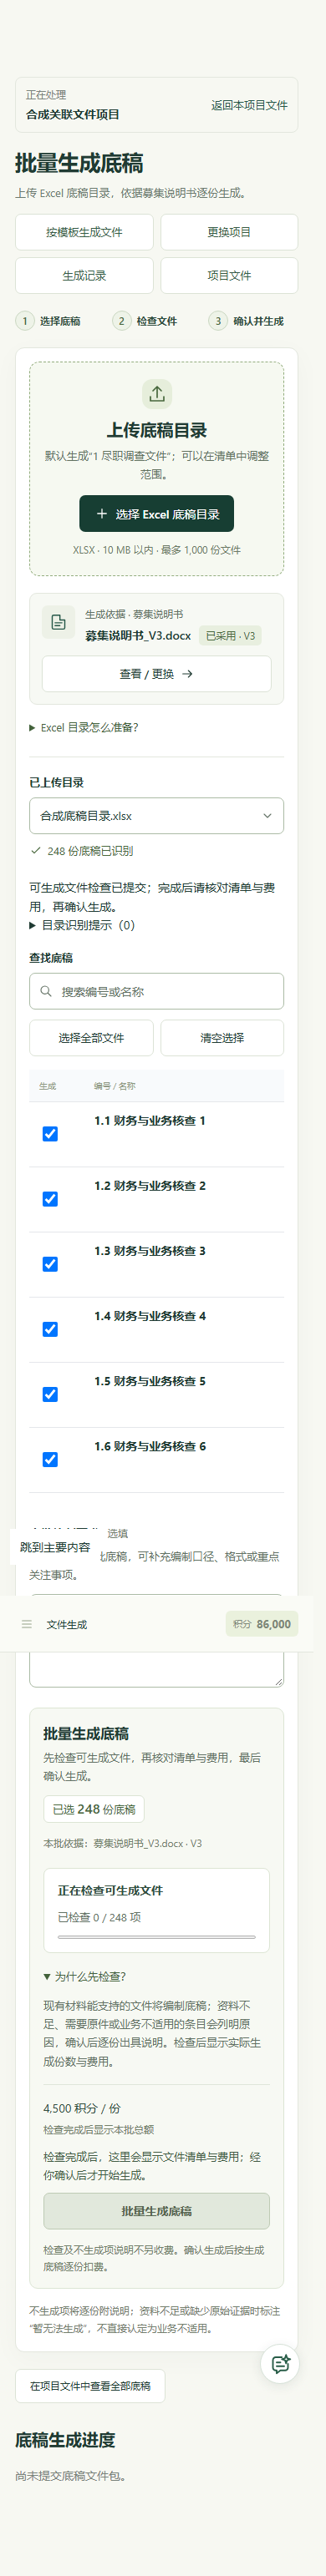 正在处理
合成关联文件项目
返回本项目文件
批量生成底稿
上传 Excel 底稿目录，依据募集说明书逐份生成。
按模板生成文件
更换项目
生成记录
项目文件
1 选择底稿
2 检查文件
3 确认并生成
上传底稿目录
默认生成“1 尽职调查文件”；可以在清单中调整
范围。
选择 Excel 底稿目录
XLSX · 10 MB 以内 · 最多 1,000 份文件
生成依据 · 募集说明书
募集说明书_V3.docx 已采用 · V3
查看 / 更换 →
Excel 目录怎么准备？
已上传目录
合成底稿目录.xlsx
248 份底稿已识别
可生成文件检查已提交；完成后请核对清单与费
用，再确认生成。
目录识别提示（0）
查找底稿
搜索编号或名称
选择全部文件
清空选择
生成 编号 / 名称
1.1 财务与业务核查 1
1.2 财务与业务核查 2
1.3 财务与业务核查 3
1.4 财务与业务核查 4
1.5 财务与业务核查 5
1.6 财务与业务核查 6
选填
跳到主要内容
底稿，可补充编制口径、格式或重点
关注事项。
文件生成
积分 86,000
批量生成底稿
先检查可生成文件，再核对清单与费用，最后
确认生成。
已选 248 份底稿
本批依据：募集说明书_V3.docx · V3
正在检查可生成文件
已检查 0 / 248 项
为什么先检查？
现有材料能支持的文件将编制底稿；资料不
足、需要原件或业务不适用的条目会列明原
因，确认后逐份出具说明。检查后显示实际生
成份数与费用。
4,500 积分 / 份
检查完成后显示本批总额
检查完成后，这里会显示文件清单与费用；经
你确认后才开始生成。
批量生成底稿
检查及不生成项说明不另收费。确认生成后按生成
底稿逐份扣费。
不生成项将逐份附说明；资料不足或缺少原始证据时标注
“暂无法生成”，不直接认定为业务不适用。
在项目文件中查看全部底稿
底稿生成进度
尚未提交底稿文件包。